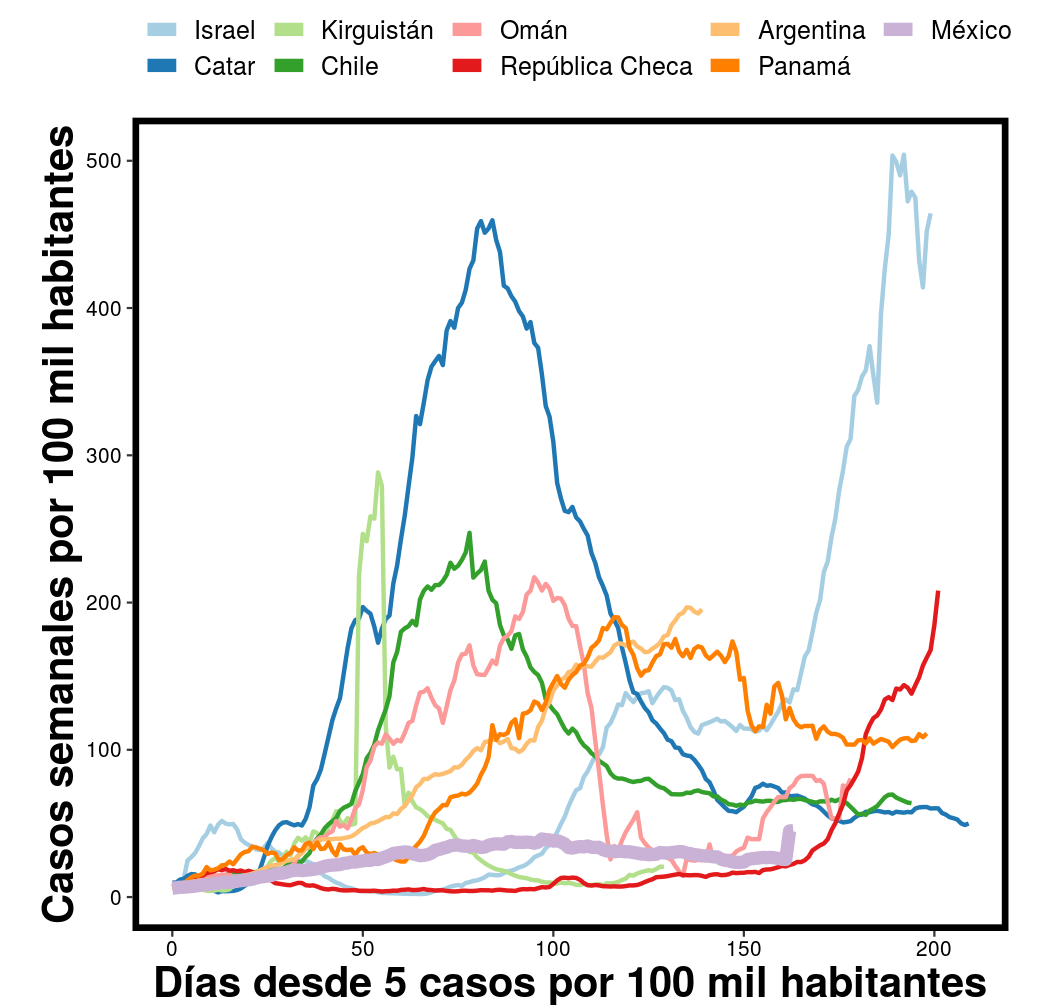 Israel Kirguistán Omán Argentina México
Catar Chile República Checa Panamá
Casos semanales por 100 mil habitantes
500
400
300
200
100
0
0 50 100 150 200
Días desde 5 casos por 100 mil habitantes